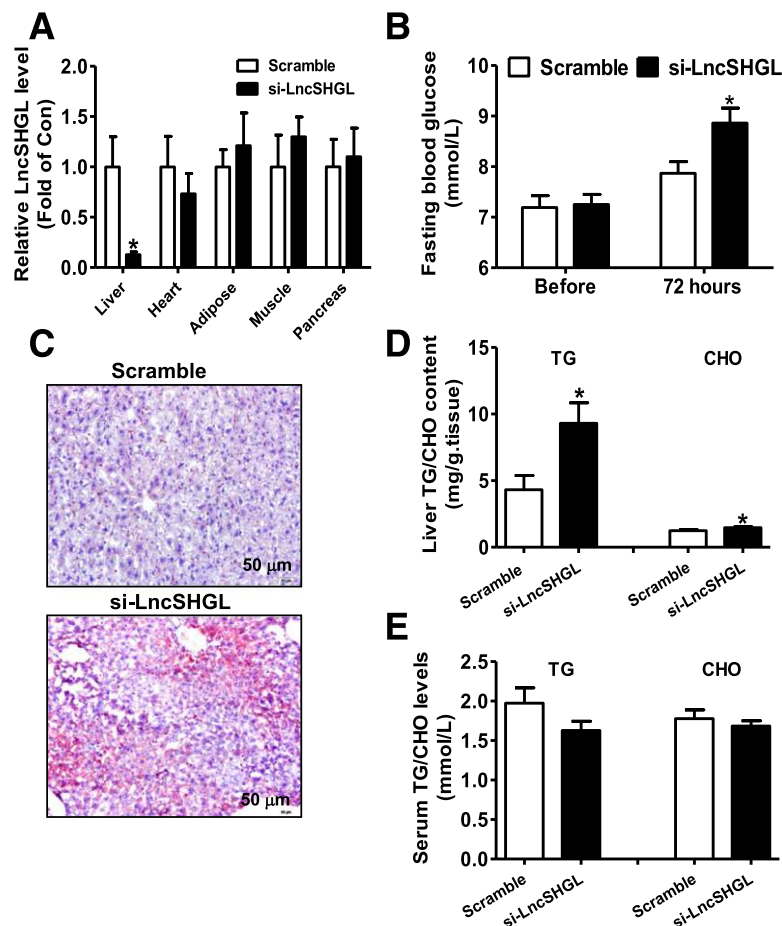 A
Relative LncSHGL level
(Fold of Con)
2.0
1.5
1.0
0.5
0.0
Scramble
si-LncSHGL
*
Liver
Heart
Adipose
Muscle
Pancreas
B
Fasting blood glucose
(mmol/L)
10
9
8
7
6
Scramble
si-LncSHGL
*
Before
72 hours
C
Scramble
50 μm
si-LncSHGL
50 μm
D
Liver TG/CHO content
(mg/g.tissue)
15
10
5
0
TG
CHO
*
*
Scramble
si-LncSHGL
Scramble
si-LncSHGL
E
Serum TG/CHO levels
(mmol/L)
2.5
2.0
1.5
1.0
0.5
0.0
TG
CHO
Scramble
si-LncSHGL
Scramble
si-LncSHGL